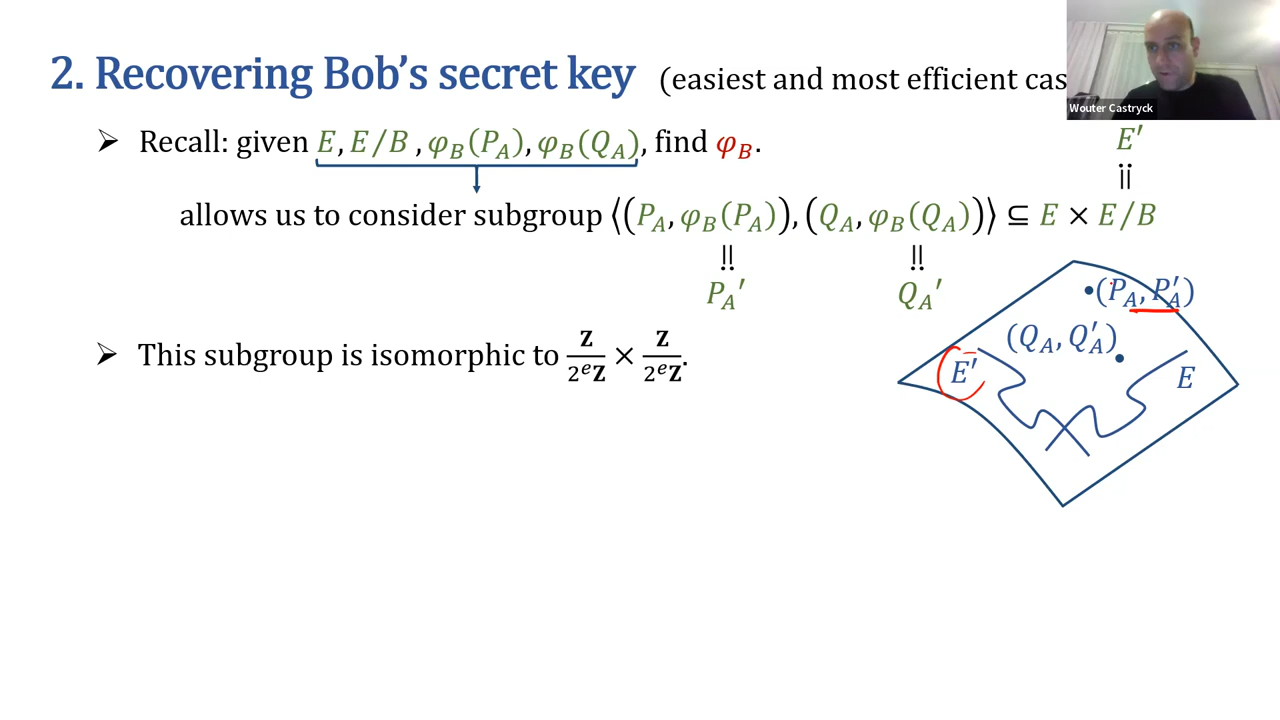 2. Recovering Bob's secret key (easiest and most efficient cas
Wouter Castryck
➢ Recall: given E, E/B , φ_B(P_A), φ_B(Q_A), find φ_B.
E′
=:
allows us to consider subgroup ⟨(P_A, φ_B(P_A)), (Q_A, φ_B(Q_A))⟩ ⊆ E × E/B
=: =:
P_A′ Q_A′
(P_A, P_A′)
(Q_A, Q_A′)
E′ E
➢ This subgroup is isomorphic to Z/2^eZ × Z/2^eZ.